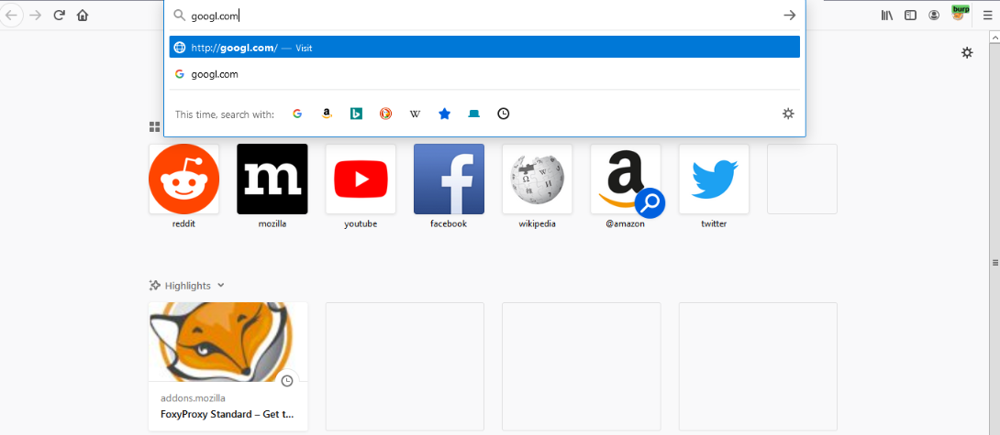 googl.com
burp
http://googl.com/ — Visit
googl.com
This time, search with:
reddit
mozilla
youtube
facebook
wikipedia
@amazon
twitter
Highlights
addons.mozilla
FoxyProxy Standard – Get t...